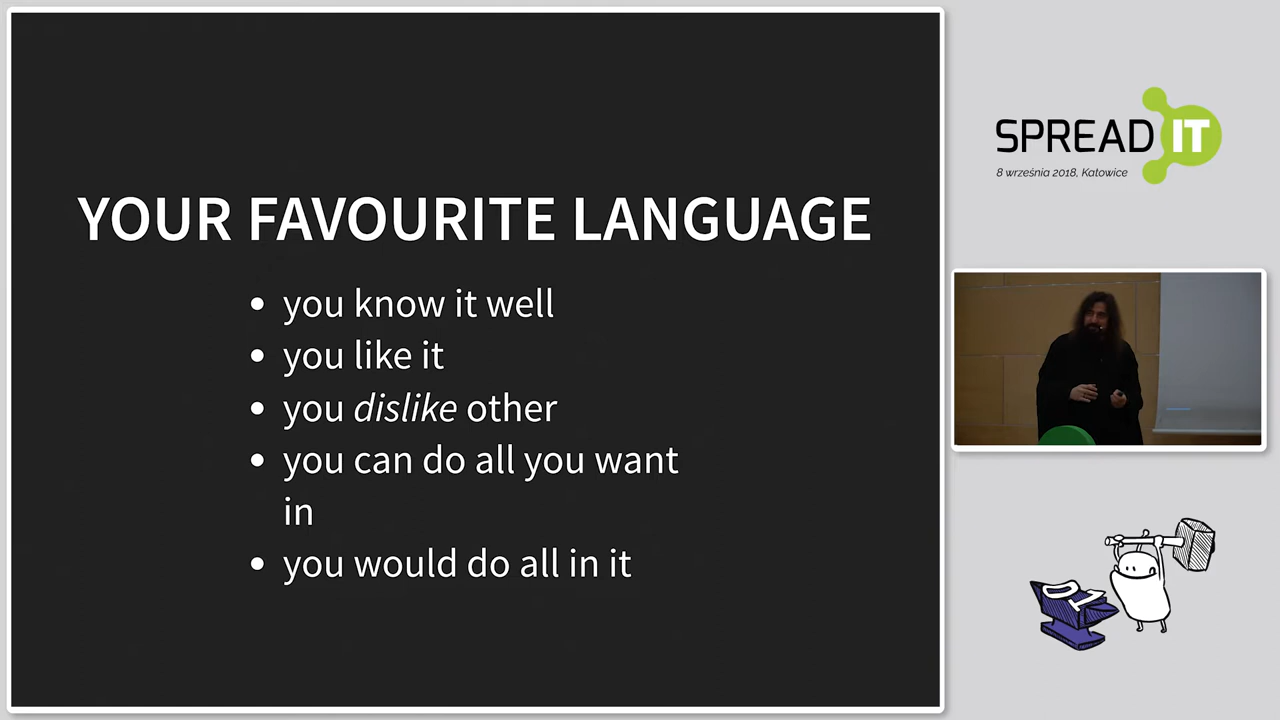 YOUR FAVOURITE LANGUAGE
you know it well
you like it
you dislike other
you can do all you want
in
you would do all in it
SPREAD IT
8 września 2018, Katowice
01